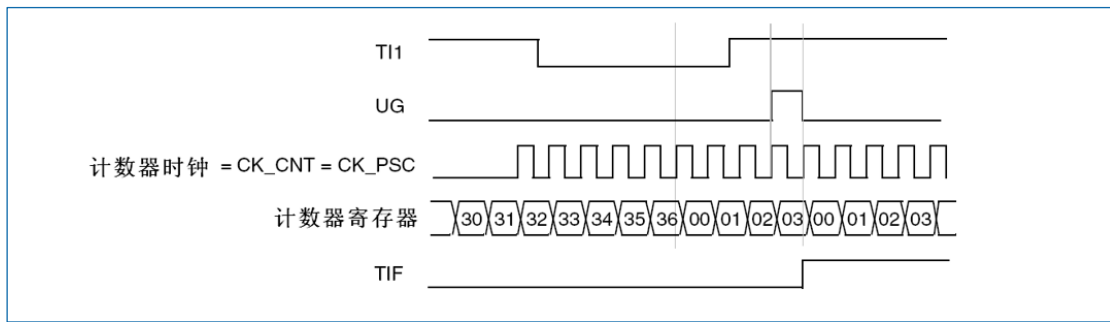 TI1
UG
计数器时钟 = CK_CNT = CK_PSC
计数器寄存器 30 31 32 33 34 35 36 00 01 02 03 00 01 02 03
TIF